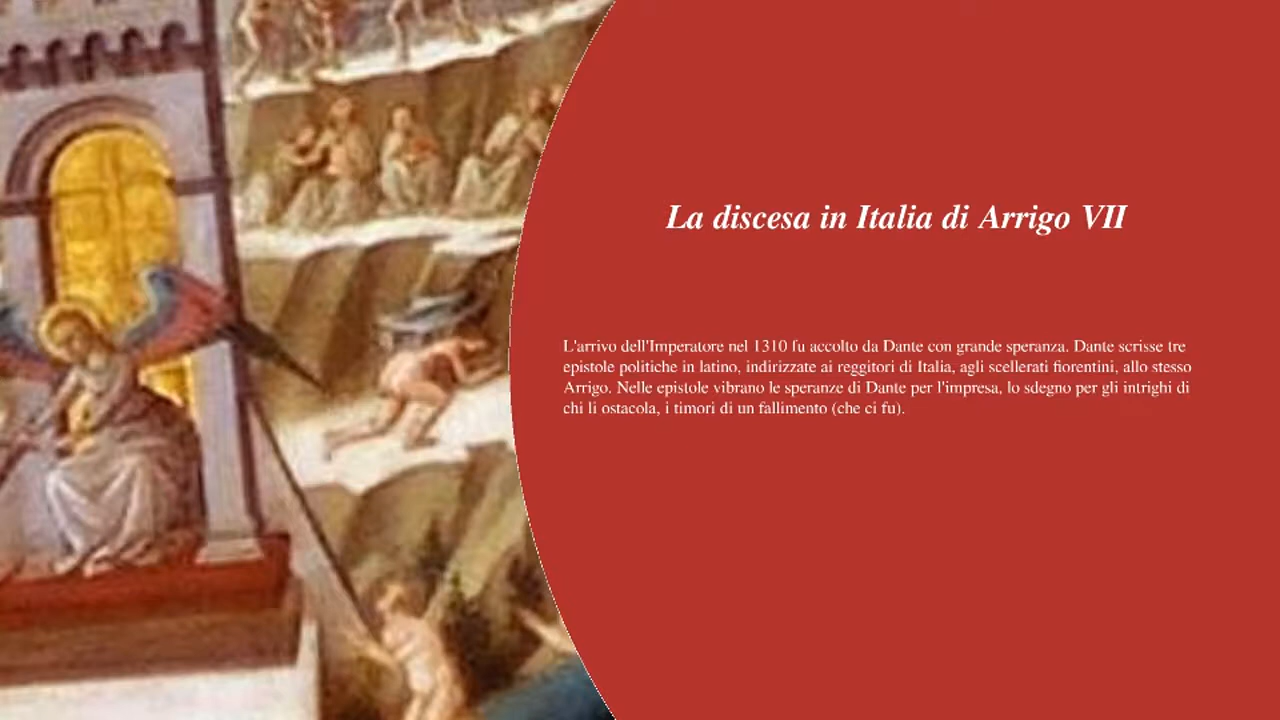 La discesa in Italia di Arrigo VII
L'arrivo dell'Imperatore nel 1310 fu accolto da Dante con grande speranza. Dante scrisse tre
epistole politiche in latino, indirizzate ai reggitori di Italia, agli scellerati fiorentini, allo stesso
Arrigo. Nelle epistole vibrano le speranze di Dante per l'impresa, lo sdegno per gli intrighi di
chi li ostacola, i timori di un fallimento (che ci fu).